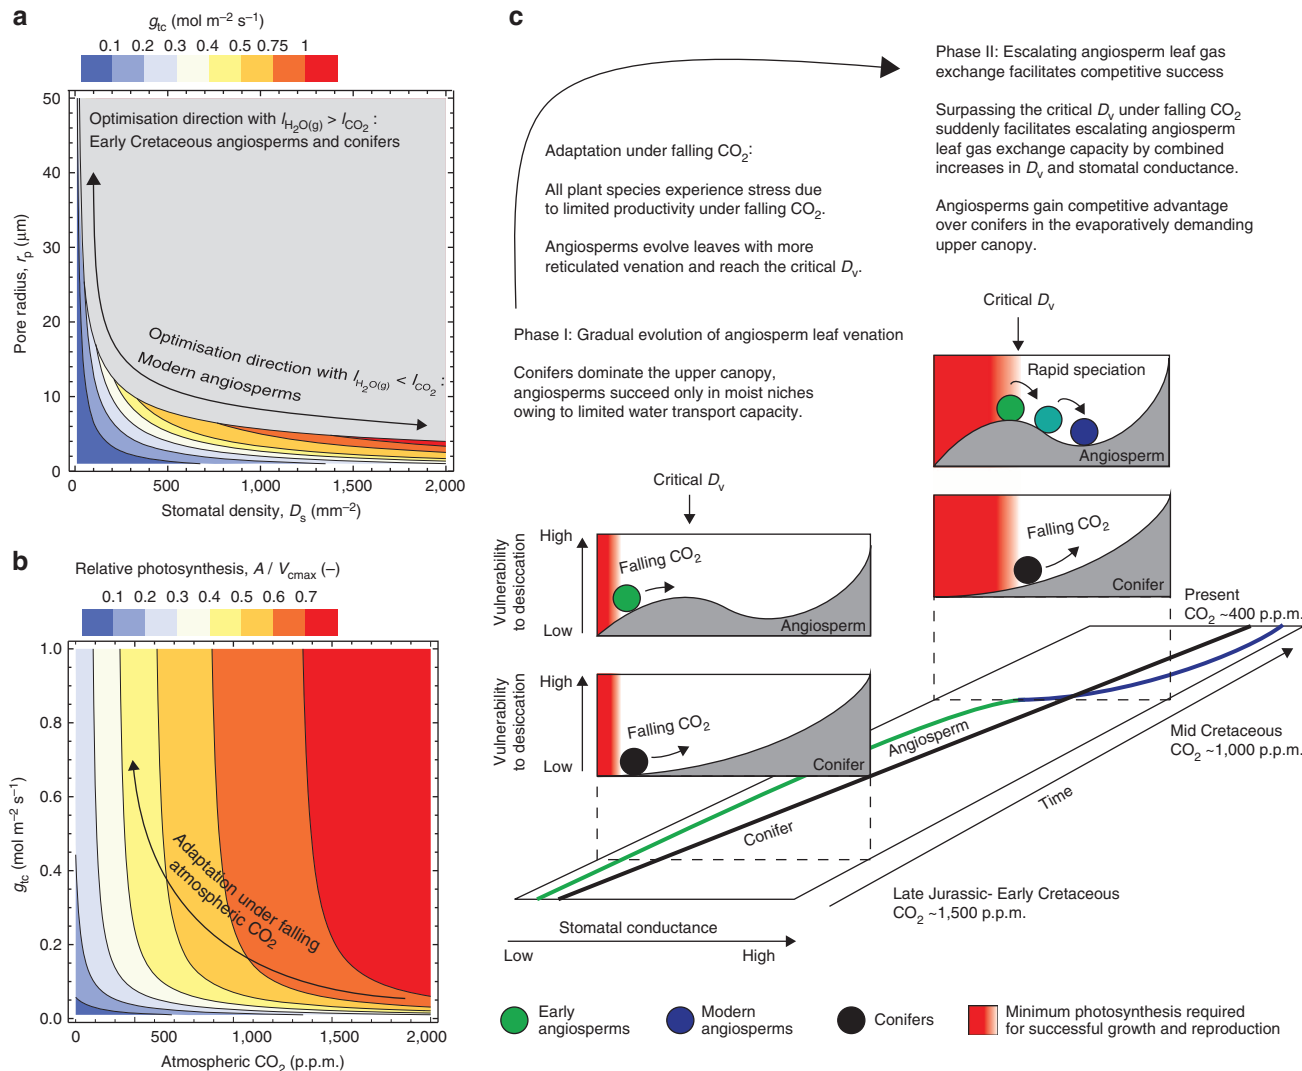 a
g_tc (mol m⁻² s⁻¹)
0.1 0.2 0.3 0.4 0.5 0.75 1
50
40
30
20
10
0
Pore radius, r_p (μm)
Optimisation direction with l_H₂O(g) > l_CO₂ :
Early Cretaceous angiosperms and conifers
Optimisation direction with l_H₂O(g) < l_CO₂ :
Modern angiosperms
0 500 1,000 1,500 2,000
Stomatal density, D_s (mm⁻²)
b
Relative photosynthesis, A / V_cmax (–)
0.1 0.2 0.3 0.4 0.5 0.6 0.7
1.0
0.8
0.6
0.4
0.2
0.0
g_tc (mol m⁻² s⁻¹)
Adaptation under falling
atmospheric CO₂
0 500 1,000 1,500 2,000
Atmospheric CO₂ (p.p.m.)
c
Phase II: Escalating angiosperm leaf gas
exchange facilitates competitive success
Surpassing the critical D_v under falling CO₂
suddenly facilitates escalating angiosperm
leaf gas exchange capacity by combined
increases in D_v and stomatal conductance.
Angiosperms gain competitive advantage
over conifers in the evaporatively demanding
upper canopy.
Adaptation under falling CO₂:
All plant species experience stress due
to limited productivity under falling CO₂.
Angiosperms evolve leaves with more
reticulated venation and reach the critical D_v.
Phase I: Gradual evolution of angiosperm leaf venation
Conifers dominate the upper canopy,
angiosperms succeed only in moist niches
owing to limited water transport capacity.
Critical D_v
Rapid speciation
Angiosperm
Falling CO₂
Conifer
Critical D_v
Vulnerability
to desiccation
High
Low
Falling CO₂
Angiosperm
Vulnerability
to desiccation
High
Low
Falling CO₂
Conifer
Present
CO₂ ~400 p.p.m.
Mid Cretaceous
CO₂ ~1,000 p.p.m.
Late Jurassic- Early Cretaceous
CO₂ ~1,500 p.p.m.
Angiosperm
Conifer
Time
Stomatal conductance
Low High
Early
angiosperms
Modern
angiosperms
Conifers
Minimum photosynthesis required
for successful growth and reproduction